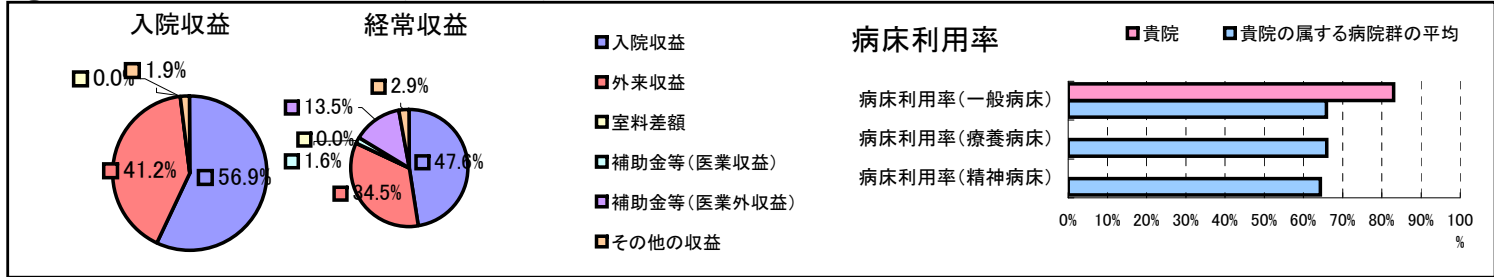 入院収益
0.0%
1.9%
41.2%
56.9%
経常収益
2.9%
13.5%
0.0%
1.6%
34.5%
47.6%
入院収益
外来収益
室料差額
補助金等(医業収益)
補助金等(医業外収益)
その他の収益
病床利用率
貴院
貴院の属する病院群の平均
病床利用率(一般病床)
病床利用率(療養病床)
病床利用率(精神病床)
0% 10% 20% 30% 40% 50% 60% 70% 80% 90% 100
%